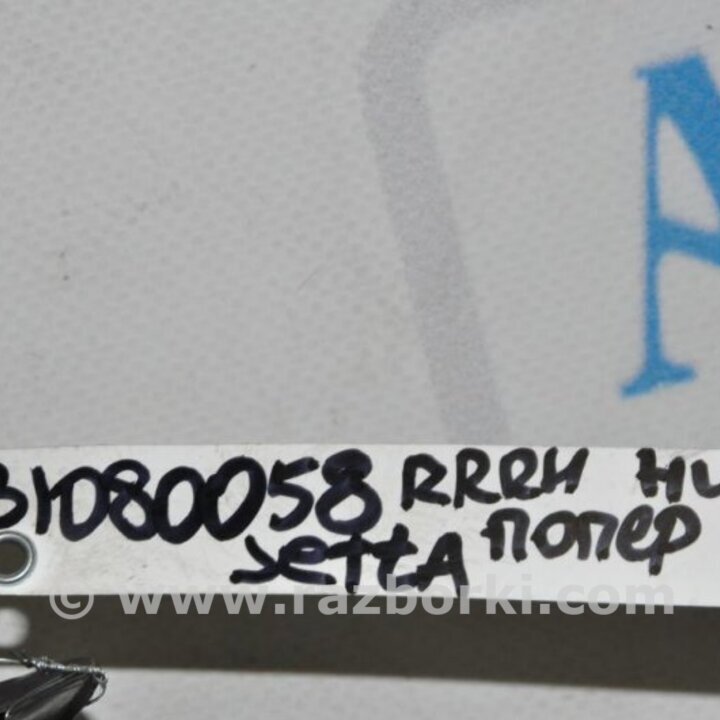 31080058 RRRH
Jetta попер
© www.razborki.com